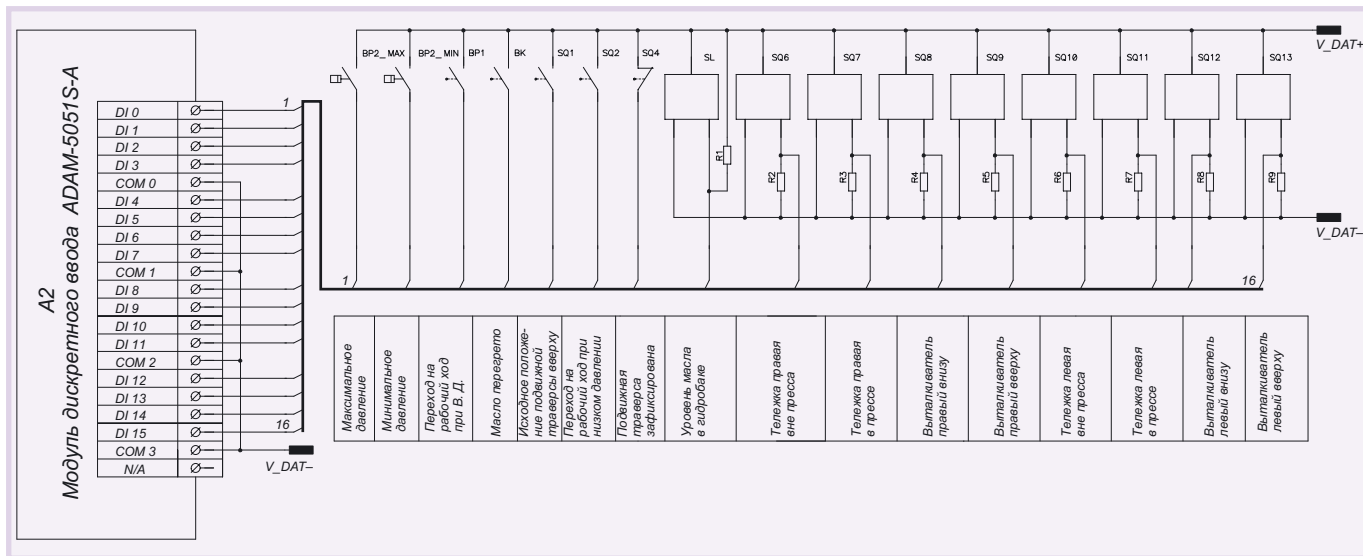 A2
Модуль дискретного ввода ADAM-5051S-A
DI 0
DI 1
DI 2
DI 3
COM 0
DI 4
DI 5
DI 6
DI 7
COM 1
DI 8
DI 9
DI 10
DI 11
COM 2
DI 12
DI 13
DI 14
DI 15
COM 3
N/A
1
16
V_DAT–
BP2_MAX
BP2_MIN
BP1
BK
SQ1
SQ2
SQ4
SL
SQ6
SQ7
SQ8
SQ9
SQ10
SQ11
SQ12
SQ13
V_DAT+
R1
R2
R3
R4
R5
R6
R7
R8
R9
V_DAT–
1
16
Максимальное
давление
Минимальное
давление
Переход на
рабочий ход
при В. Д.
Масло перегрето
Исходное положе-
ние подвижной
траверсы вверху
Переход на
рабочий ход при
низком давлении
Подвижная
траверса
зафиксирована
Уровень масла
в гидробаке
Тележка правая
вне пресса
Тележка правая
в прессе
Выталкиватель
правый внизу
Выталкиватель
правый вверху
Тележка левая
вне пресса
Тележка левая
в прессе
Выталкиватель
левый внизу
Выталкиватель
левый вверху